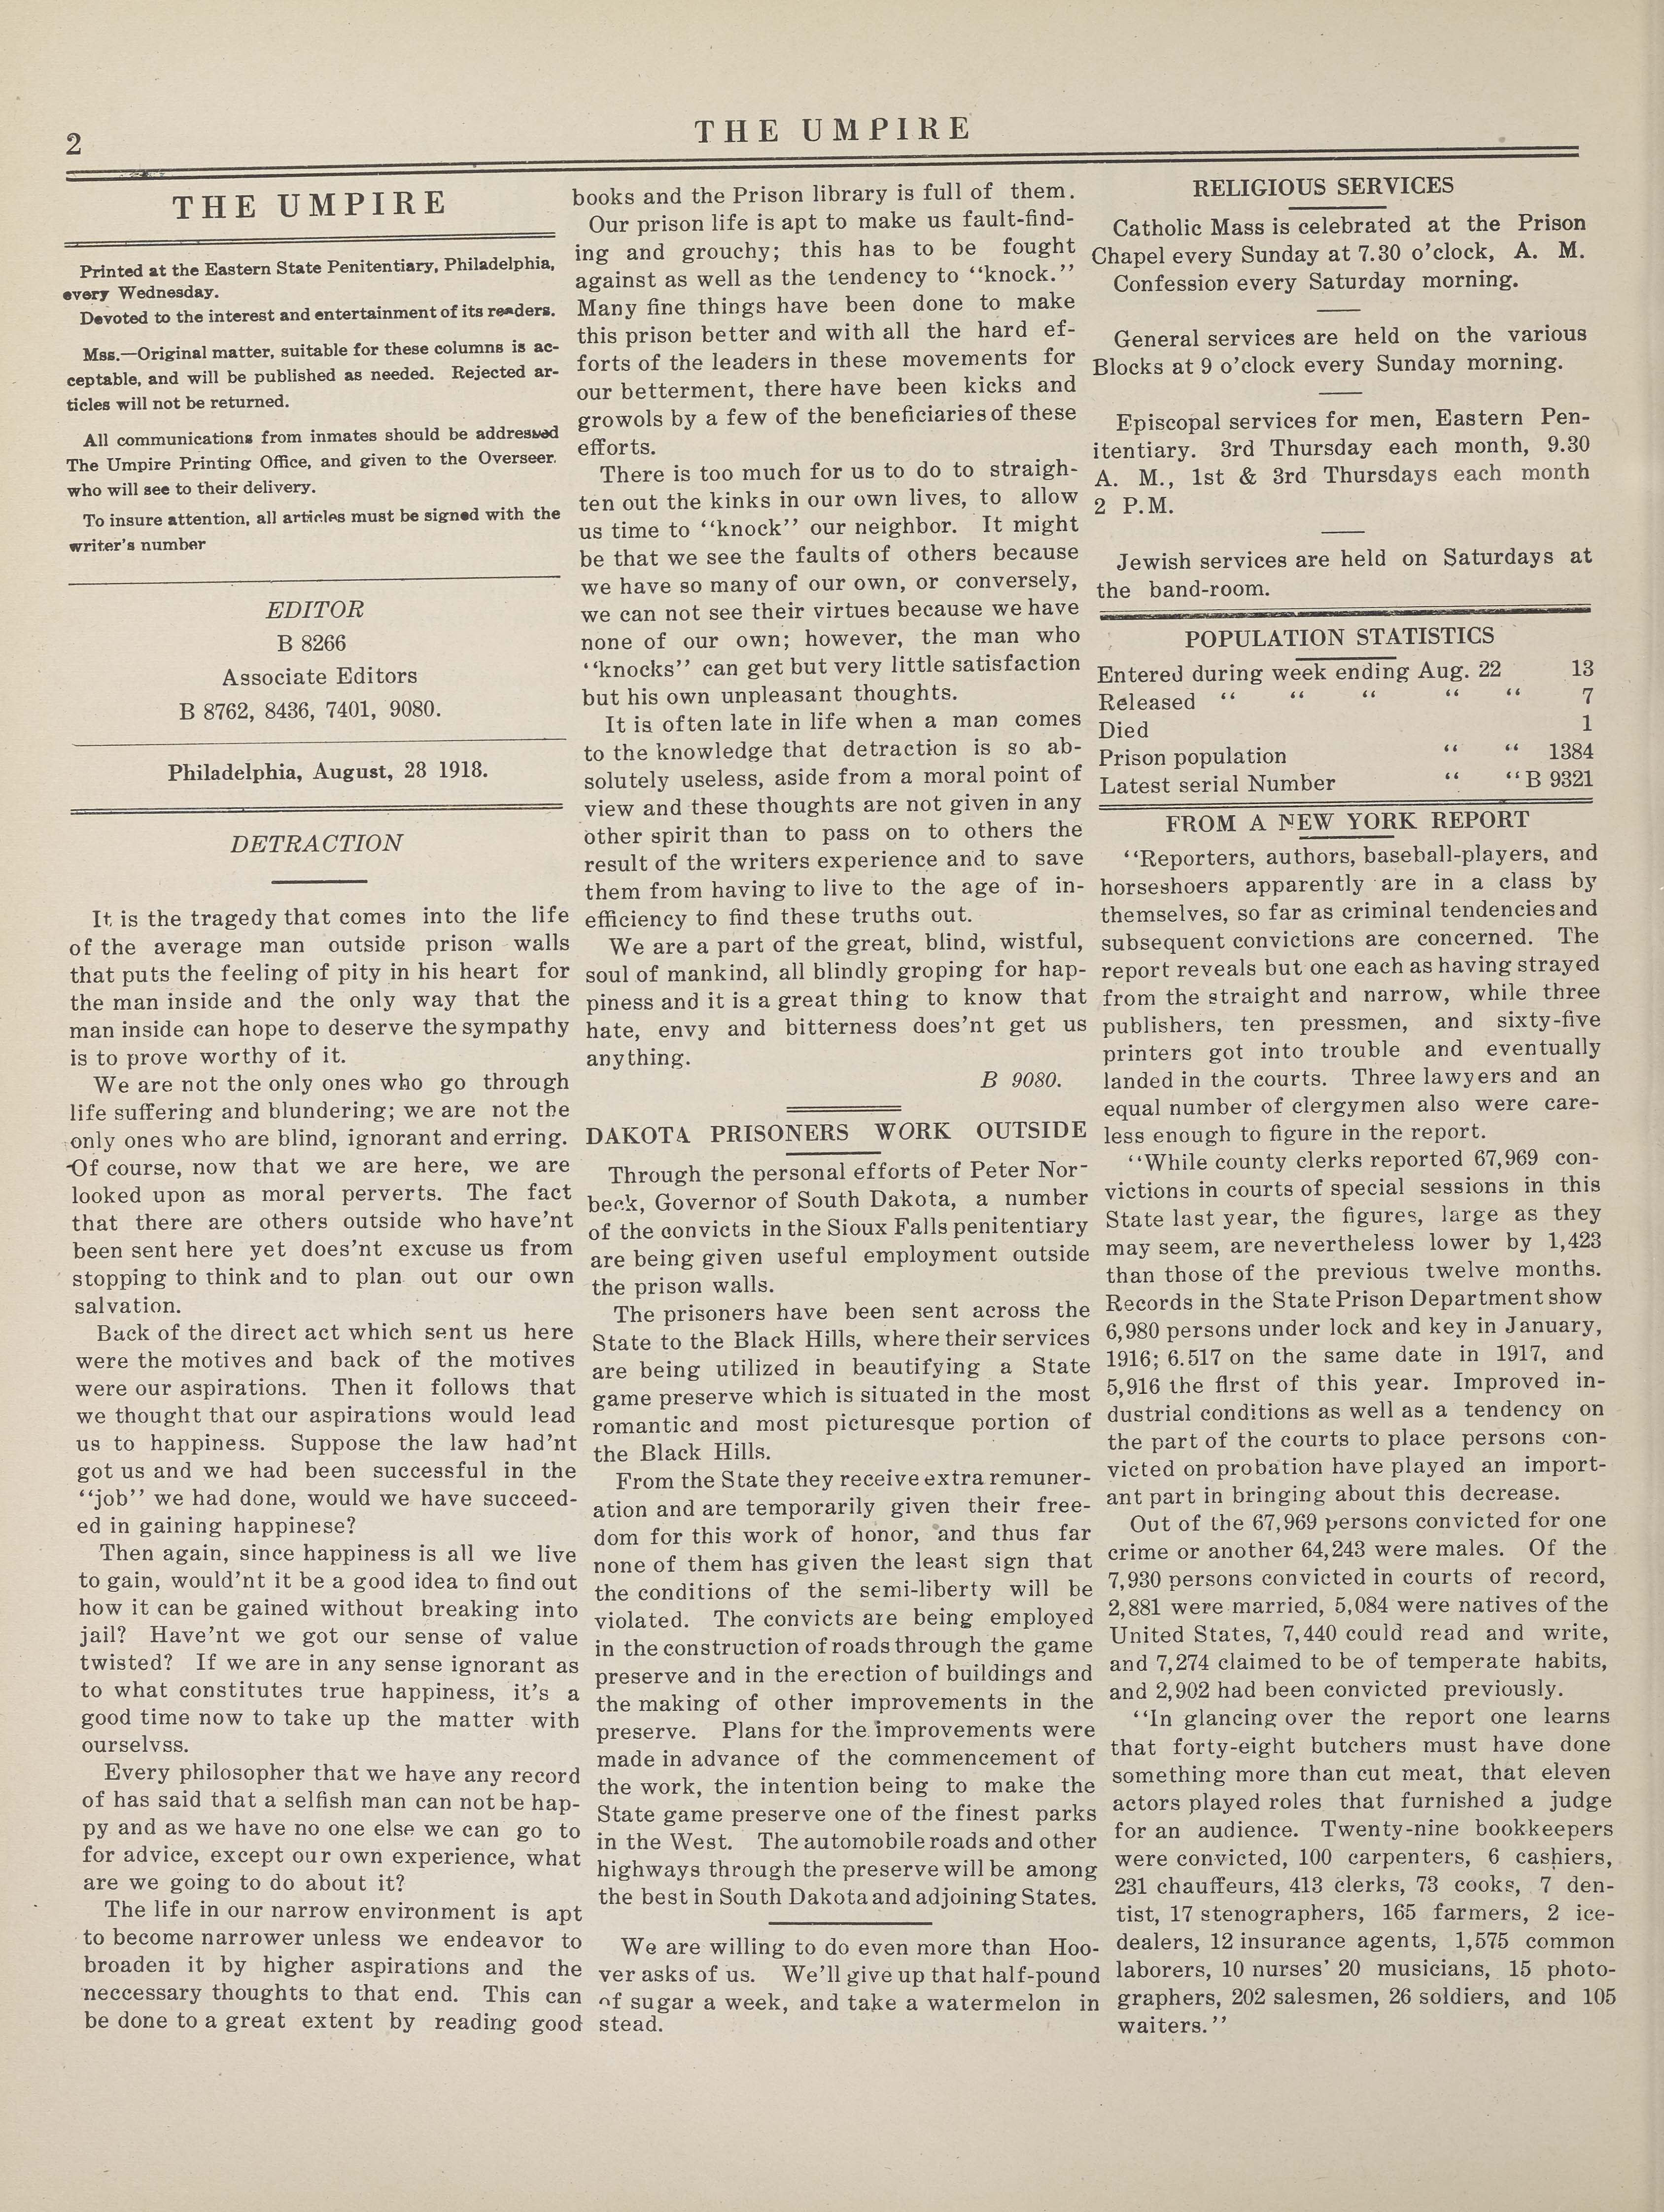 2
THE UMPIRE
THE UMPIRE
Printed at the Eastern State Penitentiary, Philadelphia,
every Wednesday.
Devoted to the interest and entertainment of its readers.
Mss.—Original matter, suitable for these columns is ac-
ceptable, and will be published as needed. Rejected ar-
ticles will not be returned.
All communications from inmates should be addressed
The Umpire Printing Office, and given to the Overseer.
who will see to their delivery.
To insure attention, all articles must be signed with the
writer's number
EDITOR
B 8266
Associate Editors
B 8762, 8436, 7401, 9080.
Philadelphia, August, 28 1918.
DETRACTION
It is the tragedy that comes into the life
of the average man outside prison walls
that puts the feeling of pity in his heart for
the man inside and the only way that the
man inside can hope to deserve the sympathy
is to prove worthy of it.
We are not the only ones who go through
life suffering and blundering; we are not the
only ones who are blind, ignorant and erring.
Of course, now that we are here, we are
looked upon as moral perverts. The fact
that there are others outside who have'nt
been sent here yet does'nt excuse us from
stopping to think and to plan out our own
salvation.
Back of the direct act which sent us here
were the motives and back of the motives
were our aspirations. Then it follows that
we thought that our aspirations would lead
us to happiness. Suppose the law had'nt
got us and we had been successful in the
"job" we had done, would we have succeed-
ed in gaining happinese?
Then again, since happiness is all we live
to gain, would'nt it be a good idea to find out
how it can be gained without breaking into
jail? Have'nt we got our sense of value
twisted? If we are in any sense ignorant as
to what constitutes true happiness, it's a
good time now to take up the matter with
ourselvss.
Every philosopher that we have any record
of has said that a selfish man can not be hap-
py and as we have no one else we can go to
for advice, except our own experience, what
are we going to do about it?
The life in our narrow environment is apt
to become narrower unless we endeavor to
broaden it by higher aspirations and the
neccessary thoughts to that end. This can
be done to a great extent by reading good
books and the Prison library is full of them.
Our prison life is apt to make us fault-find-
ing and grouchy; this has to be fought
against as well as the tendency to "knock."
Many fine things have been done to make
this prison better and with all the hard ef-
forts of the leaders in these movements for
our betterment, there have been kicks and
growols by a few of the beneficiaries of these
efforts.
There is too much for us to do to straigh-
ten out the kinks in our own lives, to allow
us time to "knock" our neighbor. It might
be that we see the faults of others because
we have so many of our own, or conversely,
we can not see their virtues because we have
none of our own; however, the man who
"knocks" can get but very little satisfaction
but his own unpleasant thoughts.
It is often late in life when a man comes
to the knowledge that detraction is so ab-
solutely useless, aside from a moral point of
view and these thoughts are not given in any
other spirit than to pass on to others the
result of the writers experience and to save
them from having to live to the age of in-
efficiency to find these truths out.
We are a part of the great, blind, wistful,
soul of mankind, all blindly groping for hap-
piness and it is a great thing to know that
hate, envy and bitterness does'nt get us
anything.
B 9080.
DAKOTA PRISONERS WORK OUTSIDE
Through the personal efforts of Peter Nor-
beck, Governor of South Dakota, a number
of the convicts in the Sioux Falls penitentiary
are being given useful employment outside
the prison walls.
The prisoners have been sent across the
State to the Black Hills, where their services
are being utilized in beautifying a State
game preserve which is situated in the most
romantic and most picturesque portion of
the Black Hills.
From the State they receive extra remuner-
ation and are temporarily given their free-
dom for this work of honor, and thus far
none of them has given the least sign that
the conditions of the semi-liberty will be
violated. The convicts are being employed
in the construction of roads through the game
preserve and in the erection of buildings and
the making of other improvements in the
preserve. Plans for the improvements were
made in advance of the commencement of
the work, the intention being to make the
State game preserve one of the finest parks
in the West. The automobile roads and other
highways through the preserve will be among
the best in South Dakota and adjoining States.
We are willing to do even more than Hoo-
ver asks of us. We'll give up that half-pound
of sugar a week, and take a watermelon in
stead.
RELIGIOUS SERVICES
Catholic Mass is celebrated at the Prison
Chapel every Sunday at 7.30 o'clock, A. M.
Confession every Saturday morning.
General services are held on the various
Blocks at 9 o'clock every Sunday morning.
Episcopal services for men, Eastern Pen-
itentiary. 3rd Thursday each month, 9.30
A. M., 1st & 3rd Thursdays each month
2 P.M.
Jewish services are held on Saturdays at
the band-room.
POPULATION STATISTICS
Entered during week ending Aug. 22 13
Released " " " " " 7
Died 1
Prison population " " 1384
Latest serial Number " " B 9321
FROM A NEW YORK REPORT
"Reporters, authors, baseball-players, and
horseshoers apparently are in a class by
themselves, so far as criminal tendencies and
subsequent convictions are concerned. The
report reveals but one each as having strayed
from the straight and narrow, while three
publishers, ten pressmen, and sixty-five
printers got into trouble and eventually
landed in the courts. Three lawyers and an
equal number of clergymen also were care-
less enough to figure in the report.
"While county clerks reported 67,969 con-
victions in courts of special sessions in this
State last year, the figures, large as they
may seem, are nevertheless lower by 1,423
than those of the previous twelve months.
Records in the State Prison Department show
6,980 persons under lock and key in January,
1916; 6.517 on the same date in 1917, and
5,916 the first of this year. Improved in-
dustrial conditions as well as a tendency on
the part of the courts to place persons con-
victed on probation have played an import-
ant part in bringing about this decrease.
Out of the 67,969 persons convicted for one
crime or another 64,243 were males. Of the
7,930 persons convicted in courts of record,
2,881 were married, 5,084 were natives of the
United States, 7,440 could read and write,
and 7,274 claimed to be of temperate habits,
and 2,902 had been convicted previously.
"In glancing over the report one learns
that forty-eight butchers must have done
something more than cut meat, that eleven
actors played roles that furnished a judge
for an audience. Twenty-nine bookkeepers
were convicted, 100 carpenters, 6 cashiers,
231 chauffeurs, 413 clerks, 73 cooks, 7 den-
tist, 17 stenographers, 165 farmers, 2 ice-
dealers, 12 insurance agents, 1,575 common
laborers, 10 nurses' 20 musicians, 15 photo-
graphers, 202 salesmen, 26 soldiers, and 105
waiters."